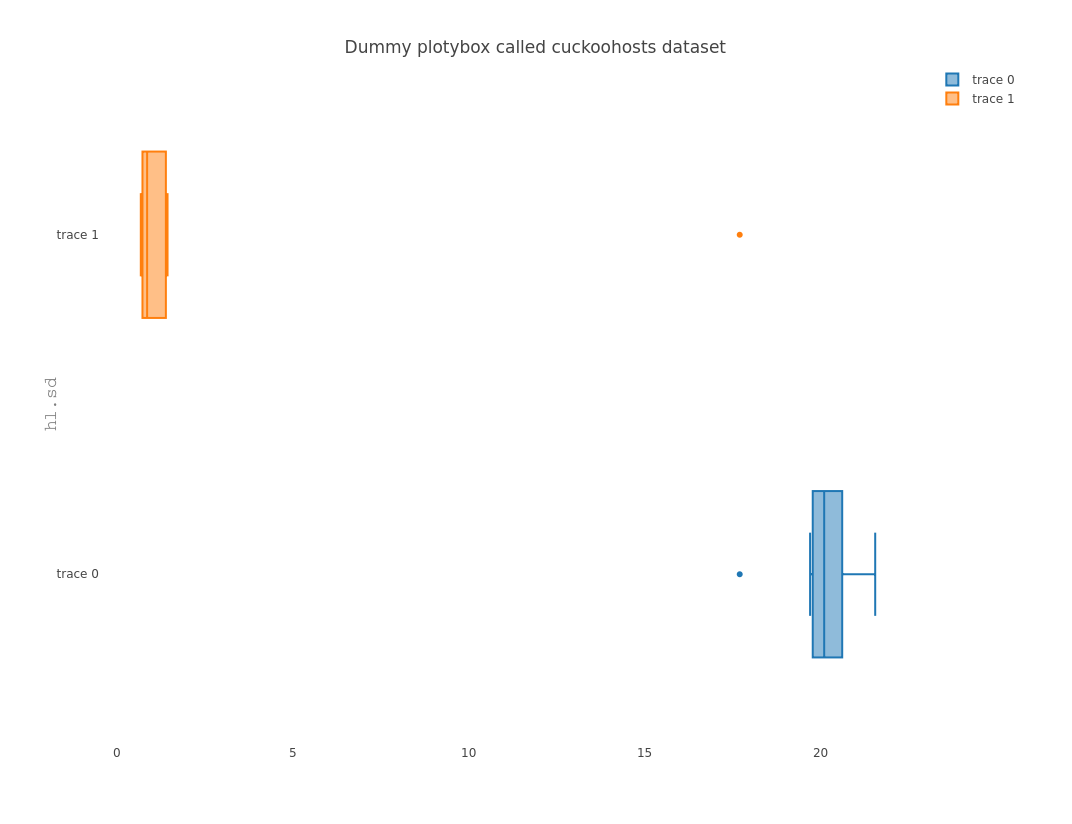 Dummy plotybox called cuckoohosts dataset
trace 0
trace 1
trace 1
hl.sd
trace 0
0 5 10 15 20